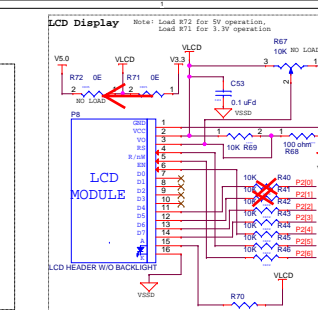 1
LCD Display
Note: Load R72 for 5V operation,
Load R71 for 3.3V operation
R67
10K NO LOAD
VLCD
3
1
2
V5.0
VLCD
V3.3
R72 0E
R71 0E
2 1
2 1
NO LOAD
C53
0.1 uFd
VSSD
1 2
10K R69
100 ohm
R68
P8
LCD
MODULE
GND
VCC
VO
RS
R/nW
EN
D0
D1
D2
D3
D4
D5
D6
D7
A
K
1
2
3
4
5
6
7
8
9
10
11
12
13
14
15
16
10K R40 P2[0]
10K R41 P2[1]
10K R42 P2[2]
10K R43 P2[3]
10K R44 P2[4]
10K R45 P2[5]
10K R46 P2[6]
LCD HEADER W/O BACKLIGHT
VSSD
VLCD
R70